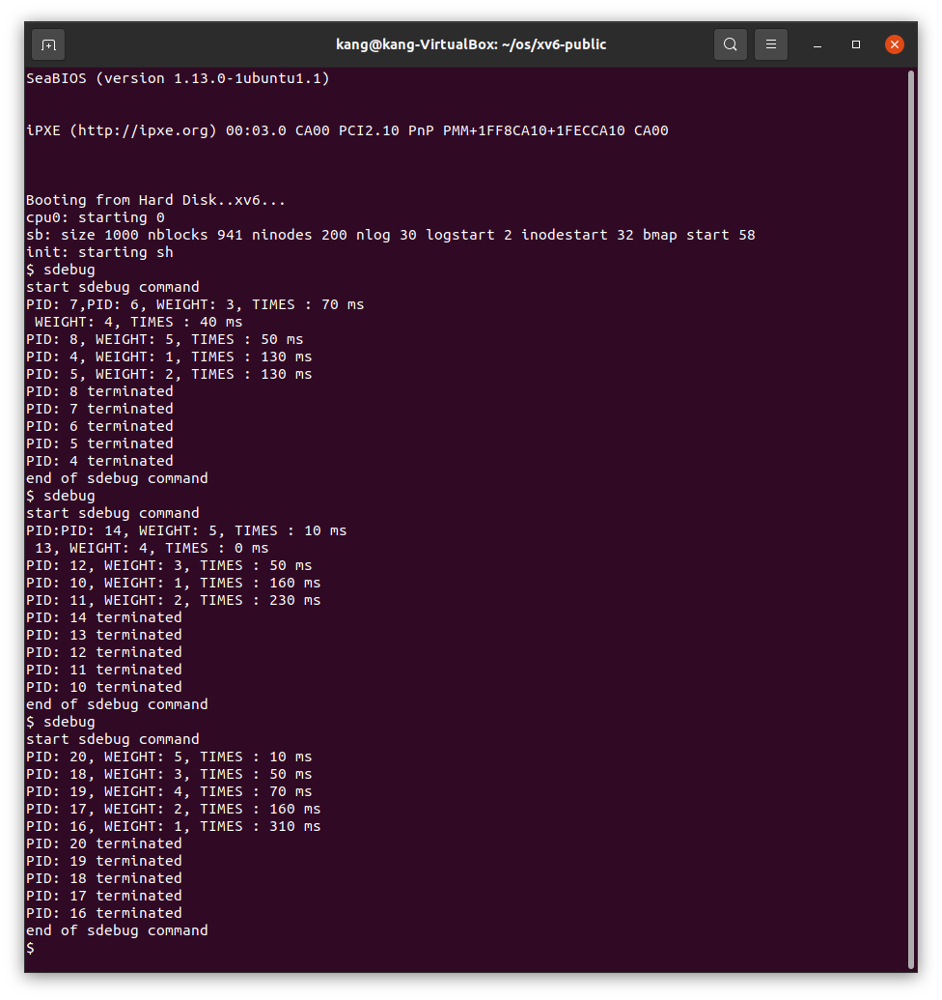 kang@kang-VirtualBox: ~/os/xv6-public
SeaBIOS (version 1.13.0-1ubuntu1.1)
iPXE (http://ipxe.org) 00:03.0 CA00 PCI2.10 PnP PMM+1FF8CA10+1FECCA10 CA00
Booting from Hard Disk..xv6...
cpu0: starting 0
sb: size 1000 nblocks 941 ninodes 200 nlog 30 logstart 2 inodestart 32 bmap start 58
init: starting sh
$ sdebug
start sdebug command
PID: 7,PID: 6, WEIGHT: 3, TIMES : 70 ms
 WEIGHT: 4, TIMES : 40 ms
PID: 8, WEIGHT: 5, TIMES : 50 ms
PID: 4, WEIGHT: 1, TIMES : 130 ms
PID: 5, WEIGHT: 2, TIMES : 130 ms
PID: 8 terminated
PID: 7 terminated
PID: 6 terminated
PID: 5 terminated
PID: 4 terminated
end of sdebug command
$ sdebug
start sdebug command
PID:PID: 14, WEIGHT: 5, TIMES : 10 ms
 13, WEIGHT: 4, TIMES : 0 ms
PID: 12, WEIGHT: 3, TIMES : 50 ms
PID: 10, WEIGHT: 1, TIMES : 160 ms
PID: 11, WEIGHT: 2, TIMES : 230 ms
PID: 14 terminated
PID: 13 terminated
PID: 12 terminated
PID: 11 terminated
PID: 10 terminated
end of sdebug command
$ sdebug
start sdebug command
PID: 20, WEIGHT: 5, TIMES : 10 ms
PID: 18, WEIGHT: 3, TIMES : 50 ms
PID: 19, WEIGHT: 4, TIMES : 70 ms
PID: 17, WEIGHT: 2, TIMES : 160 ms
PID: 16, WEIGHT: 1, TIMES : 310 ms
PID: 20 terminated
PID: 19 terminated
PID: 18 terminated
PID: 17 terminated
PID: 16 terminated
end of sdebug command
$